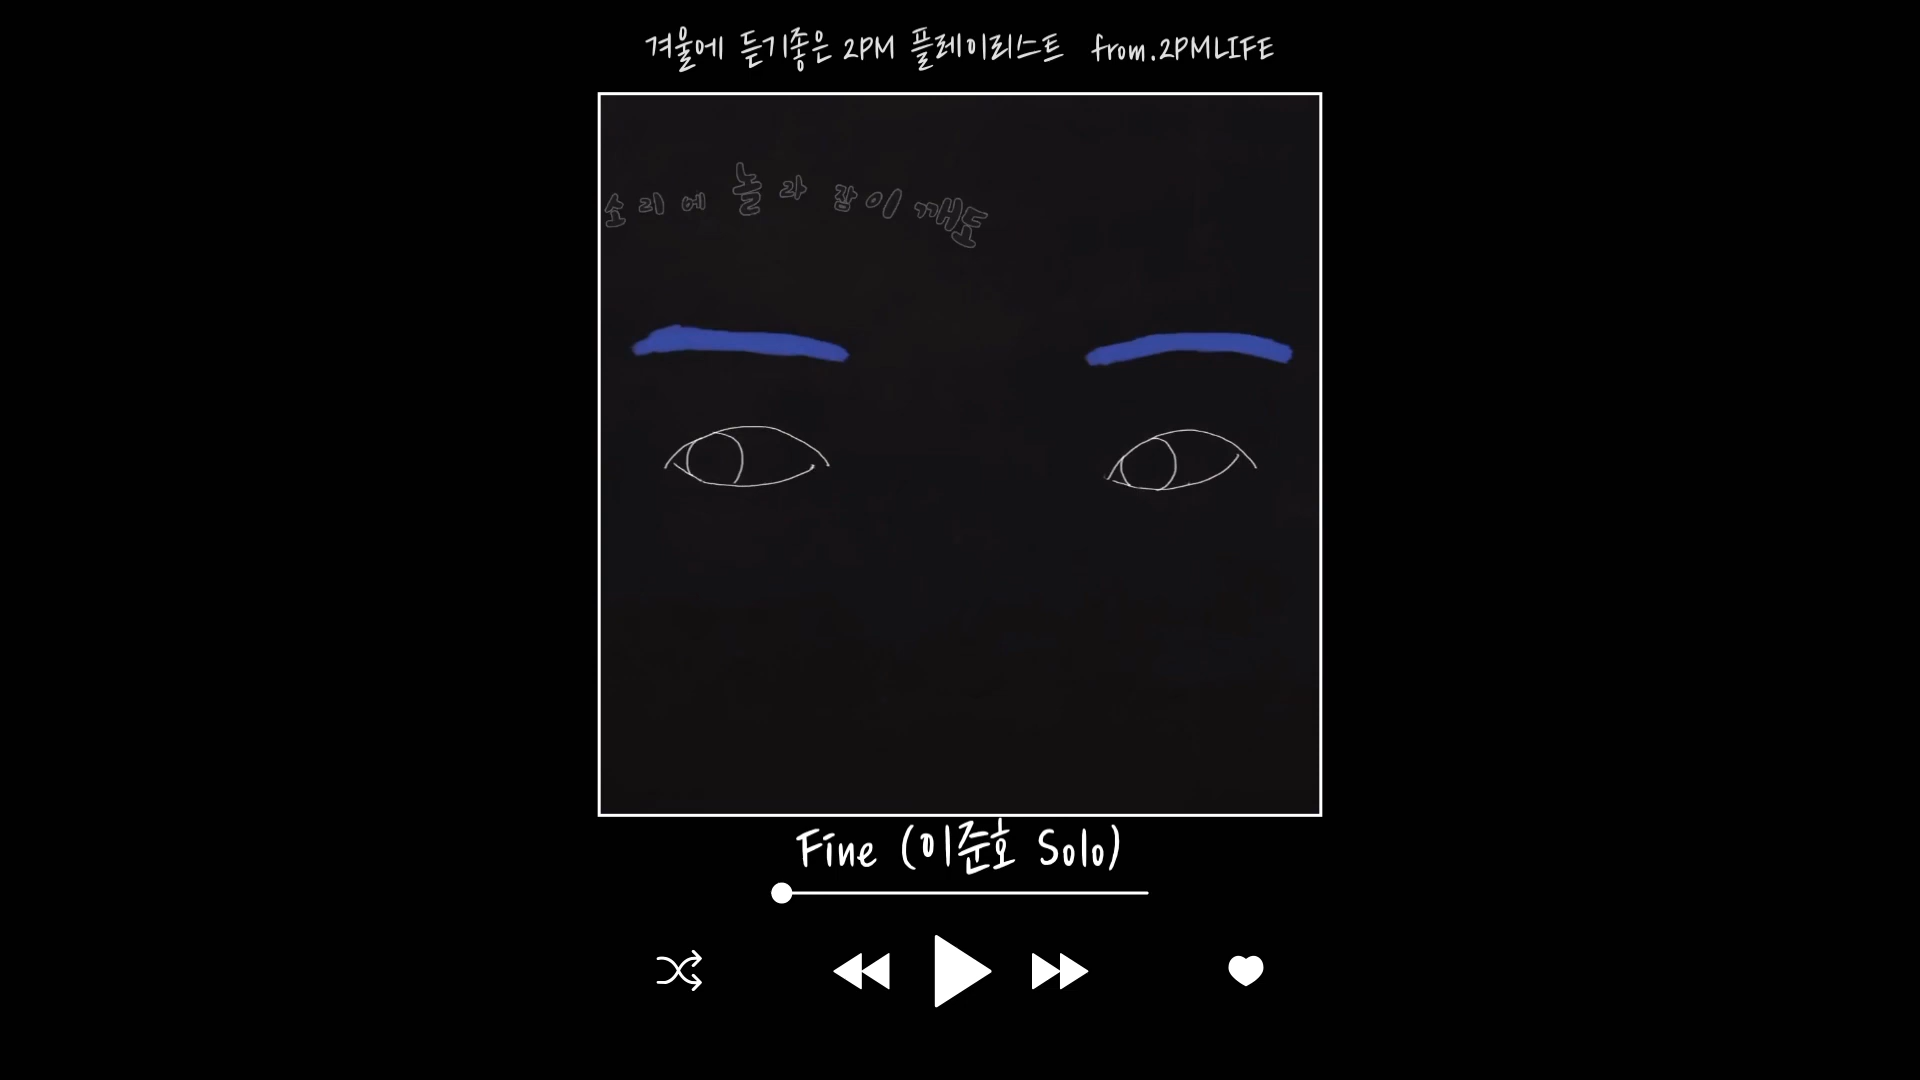 겨울에 듣기좋은 2PM 플레이리스트 from.2PMLIFE
소리에 놀라 잠이 깨도
Fine (이준호 Solo)